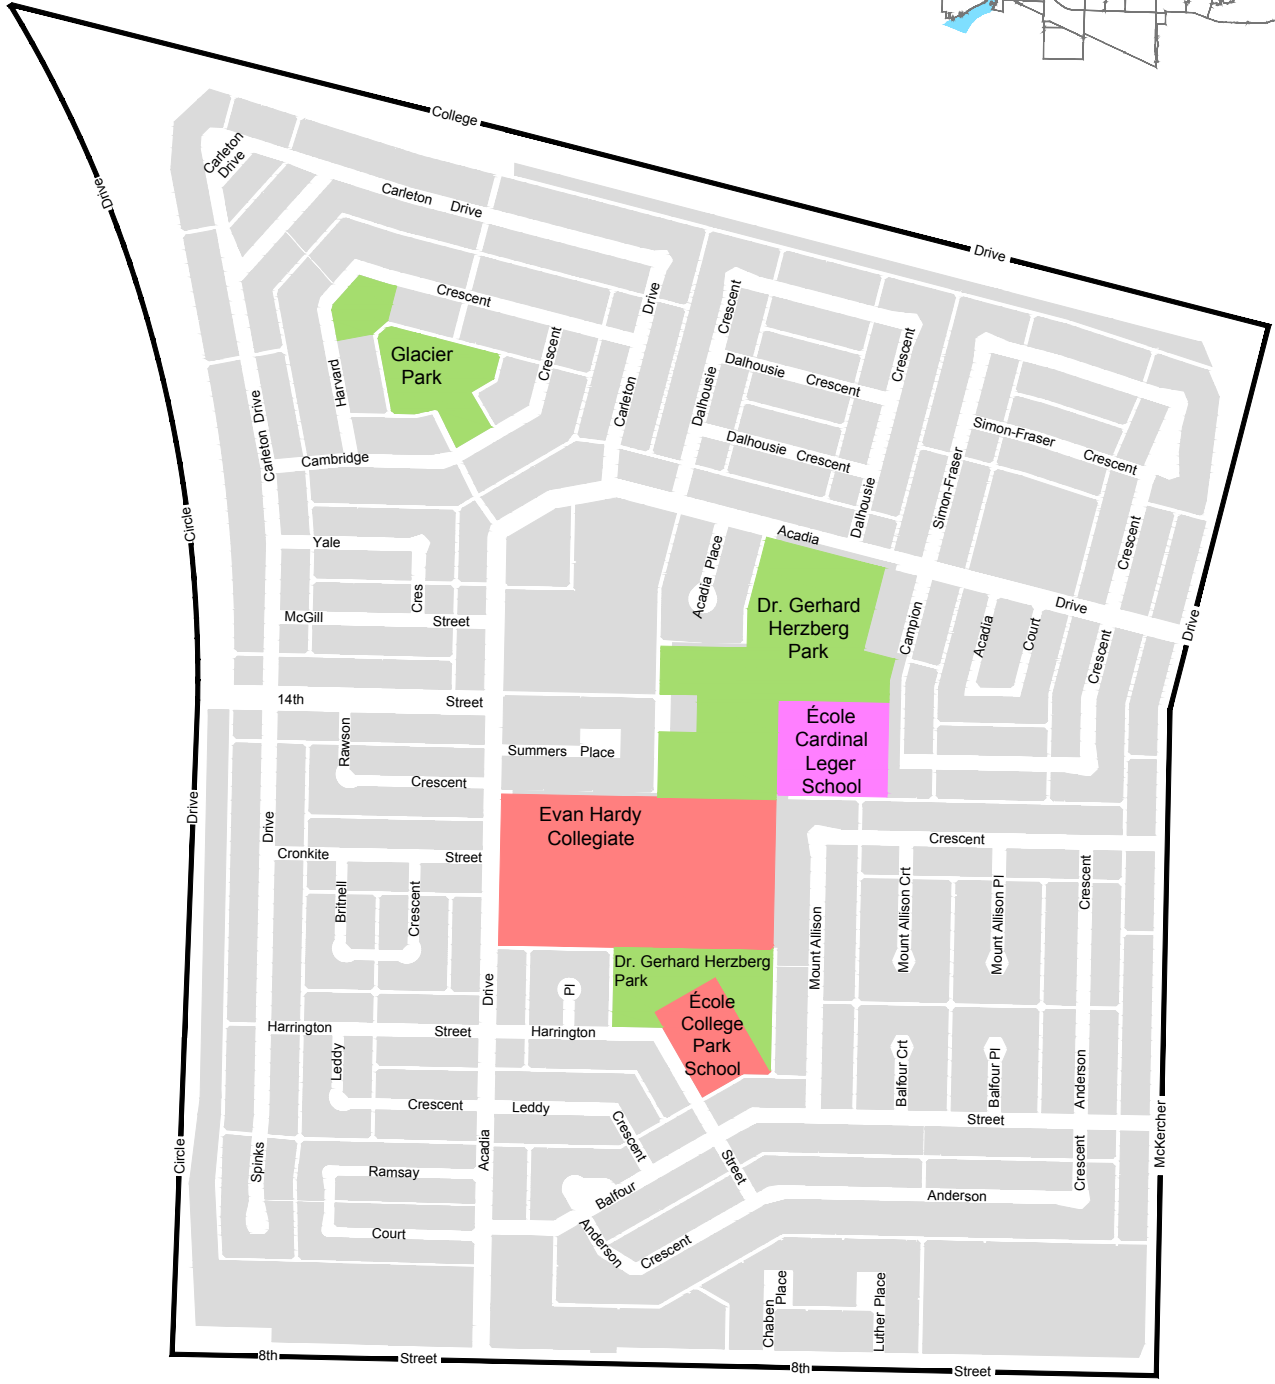 College
Drive
Carleton
Drive
Carleton Drive
Drive
Crescent
Drive
Crescent
Crescent
Crescent
Glacier
Park
Harvard
Dalhousie Crescent
Dalhousie
Carleton
Carleton Drive
Simon-Fraser Crescent
Dalhousie Crescent
Cambridge
Simon-Fraser
Dalhousie
Circle
Acadia
Crescent
Yale
Acadia Place
Cres
McGill Street
Dr. Gerhard
Herzberg
Park
Campion
Acadia
Court
Drive
Drive
Crescent
14th Street
École
Cardinal
Leger
School
Rawson
Summers Place
Crescent
Drive
Drive
Evan Hardy
Collegiate
Crescent
Cronkite Street
Britnell
Crescent
Mount Allison
Mount Allison Crt
Mount Allison Pl
Crescent
Dr. Gerhard Herzberg
Park
Drive
Pl
École
College
Park
School
Harrington Street
Harrington
Leddy
Balfour Crt
Balfour Pl
Anderson
Crescent
Leddy
Crescent
Street
McKercher
Circle
Spinks
Acadia
Ramsay
Street
Crescent
Balfour
Anderson
Court
Anderson
Crescent
Chaben
Place
Luther Place
8th Street
8th Street